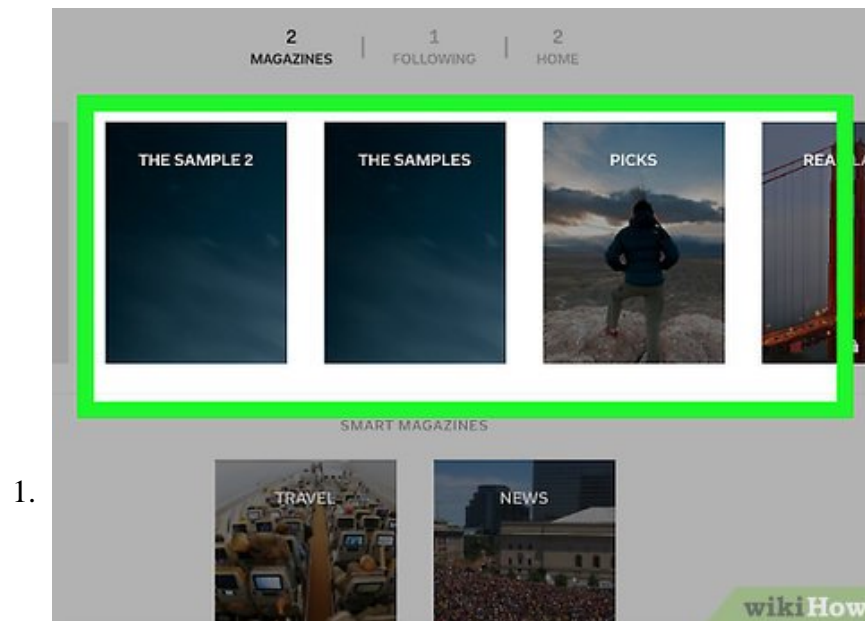 2 1 2
MAGAZINES FOLLOWING HOME
THE SAMPLE 2 THE SAMPLES PICKS
SMART MAGAZINES
1.
TRAVEL NEWS
wikiHow